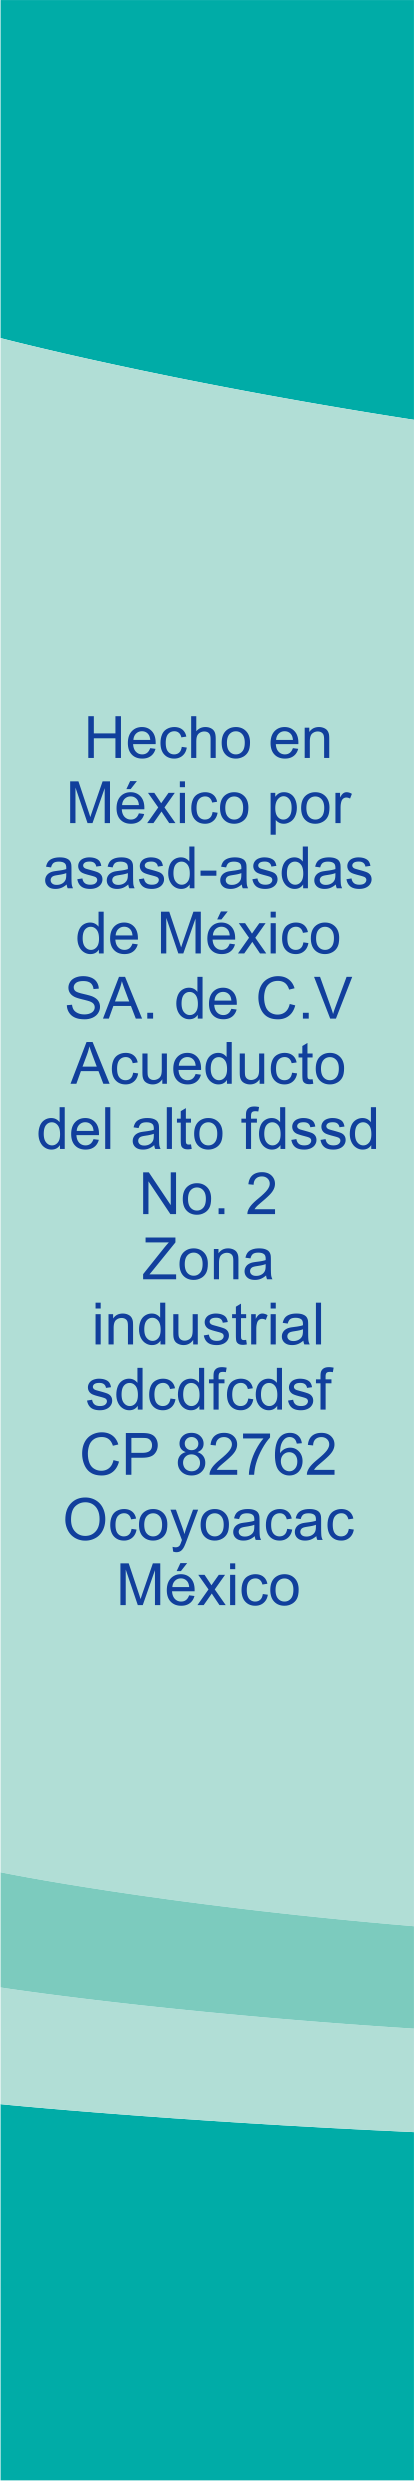 Hecho en
México por
asasd-asdas
de México
SA. de C.V
Acueducto
del alto fdssd
No. 2
Zona
industrial
sdcdfcdsf
CP 82762
Ocoyoacac
México